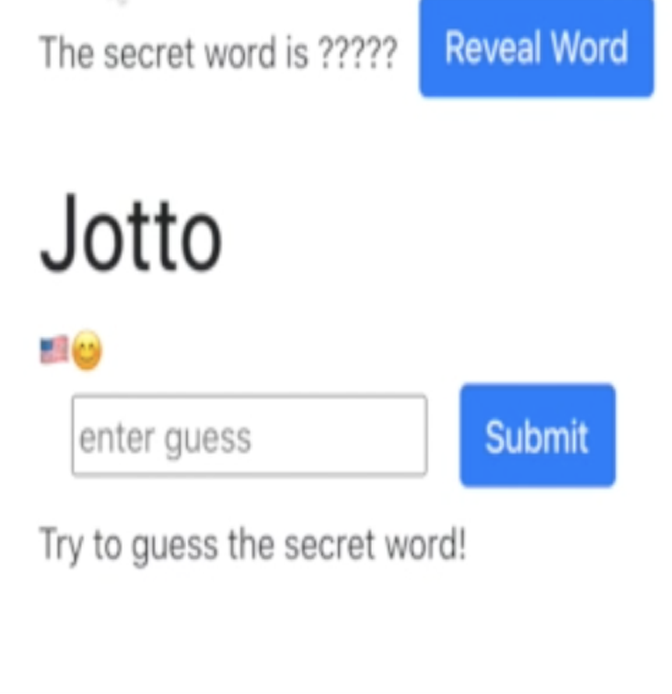 The secret word is ????? Reveal Word
Jotto
🇺🇸😊
enter guess Submit
Try to guess the secret word!